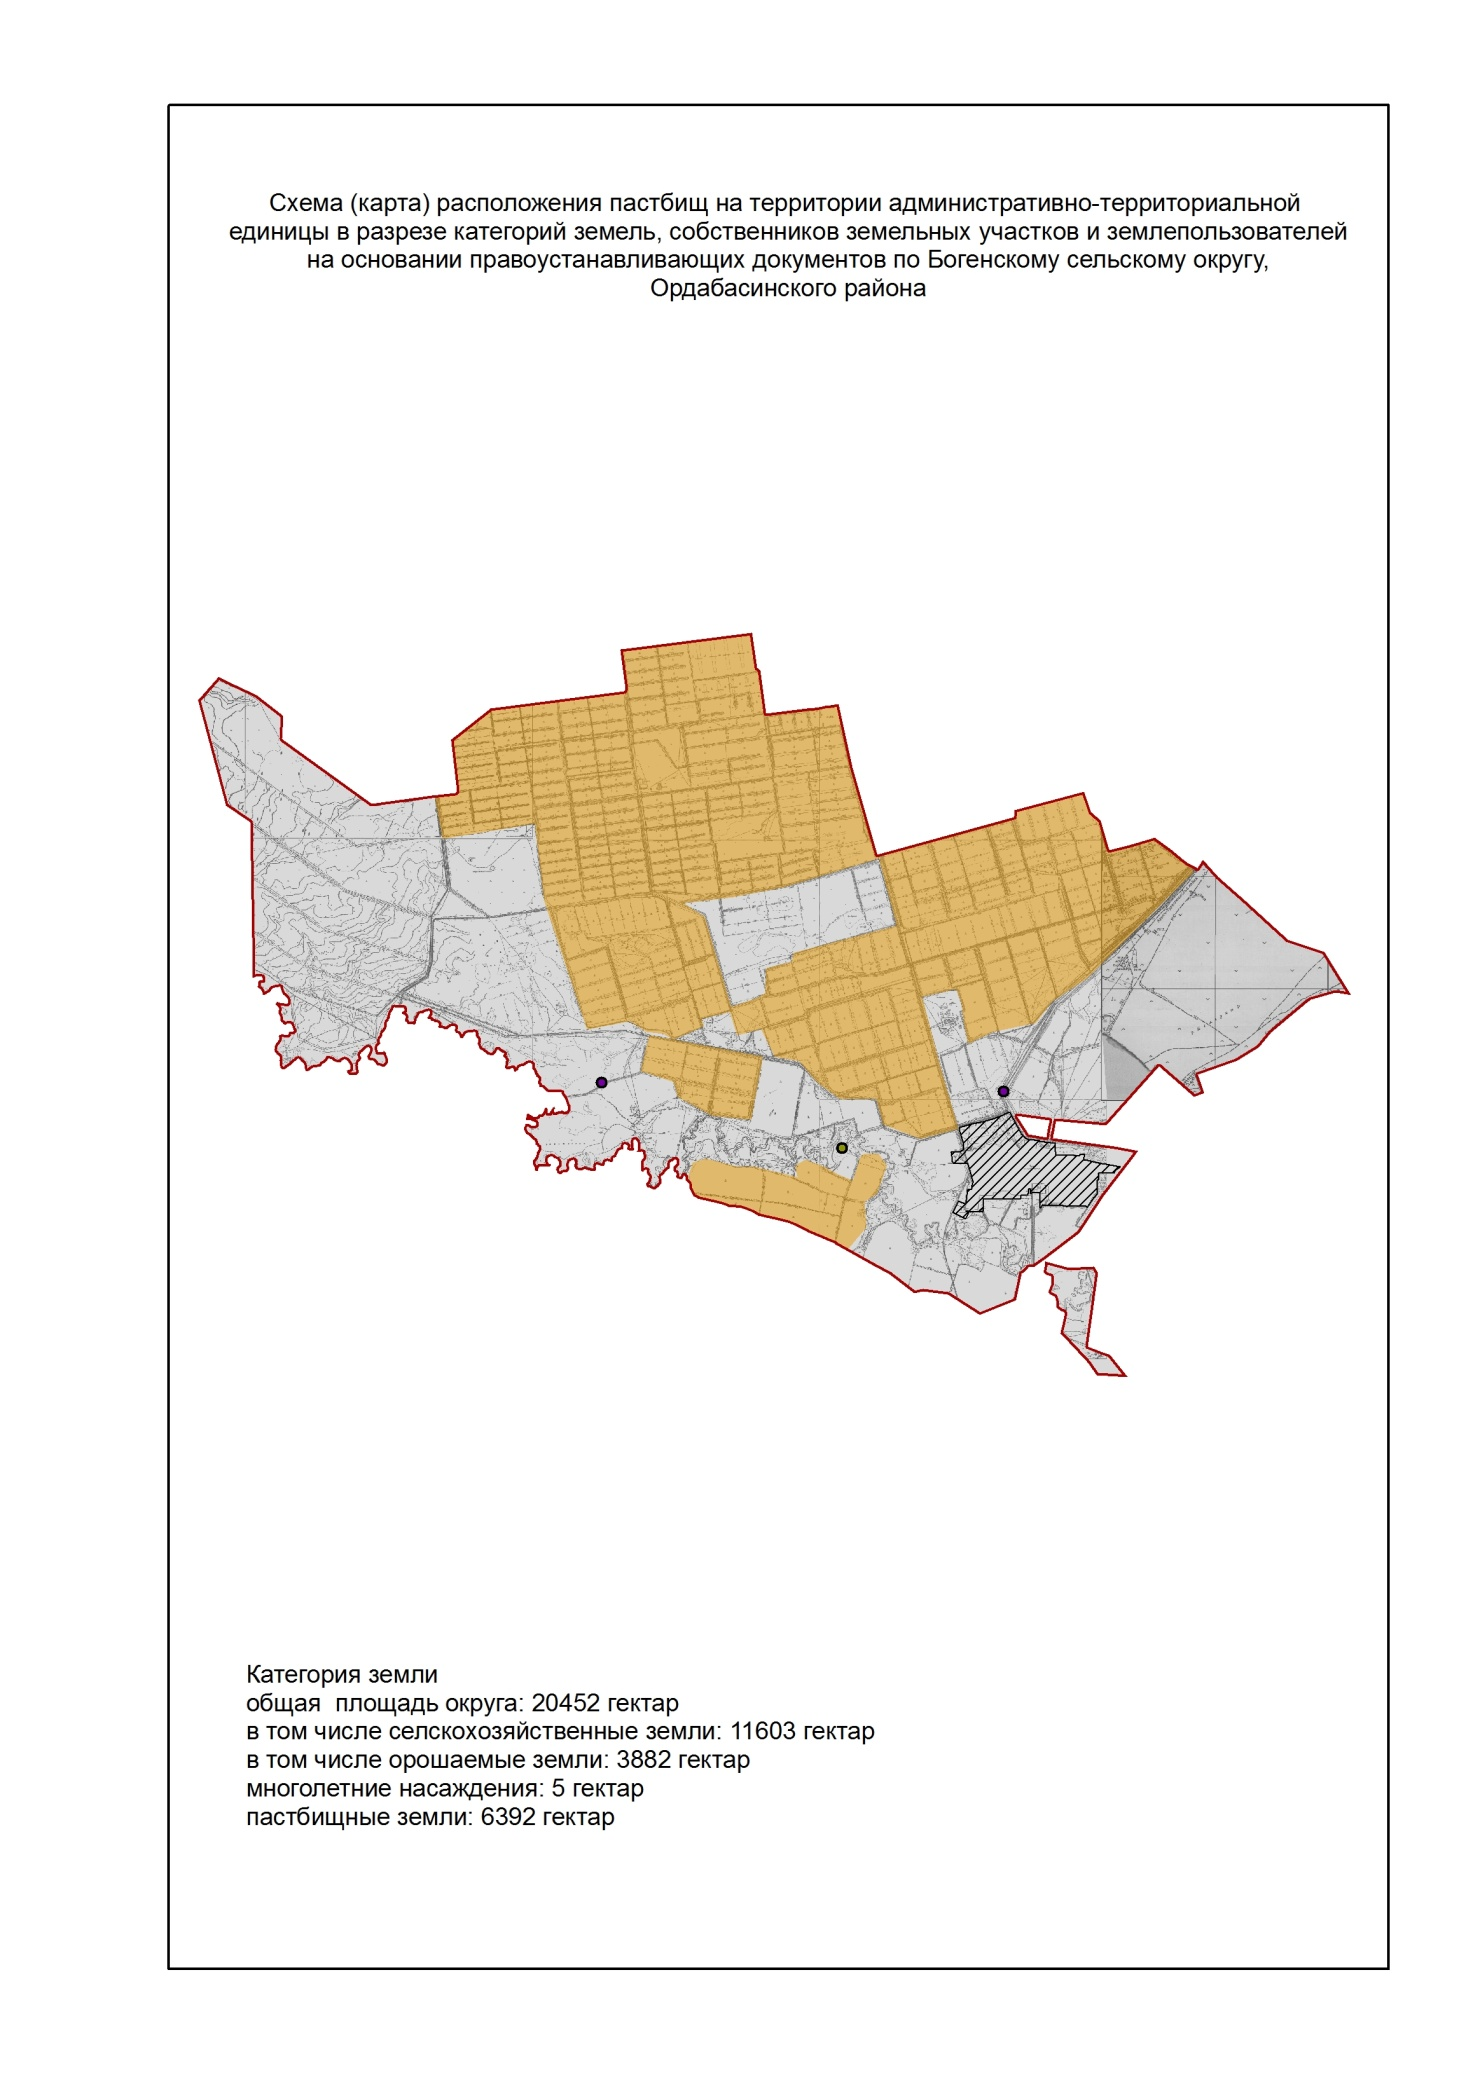 Схема (карта) расположения пастбищ на территории административно-территориальной
единицы в разрезе категорий земель, собственников земельных участков и землепользователей
на основании правоустанавливающих документов по Богенскому сельскому округу,
Ордабасинского района
Категория земли
общая  площадь округа: 20452 гектар
в том числе селскохозяйственные земли: 11603 гектар
в том числе орошаемые земли: 3882 гектар
многолетние насаждения: 5 гектар
пастбищные земли: 6392 гектар